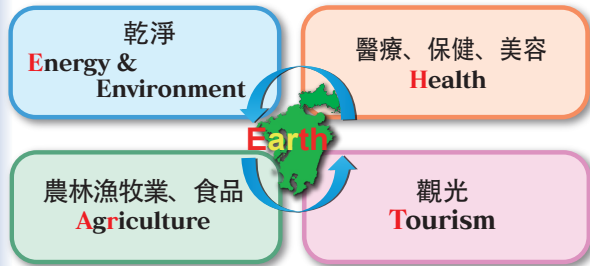 乾淨
Energy &
Environment
醫療、保健、美容
Health
Earth
農林漁牧業、食品
Agriculture
觀光
Tourism